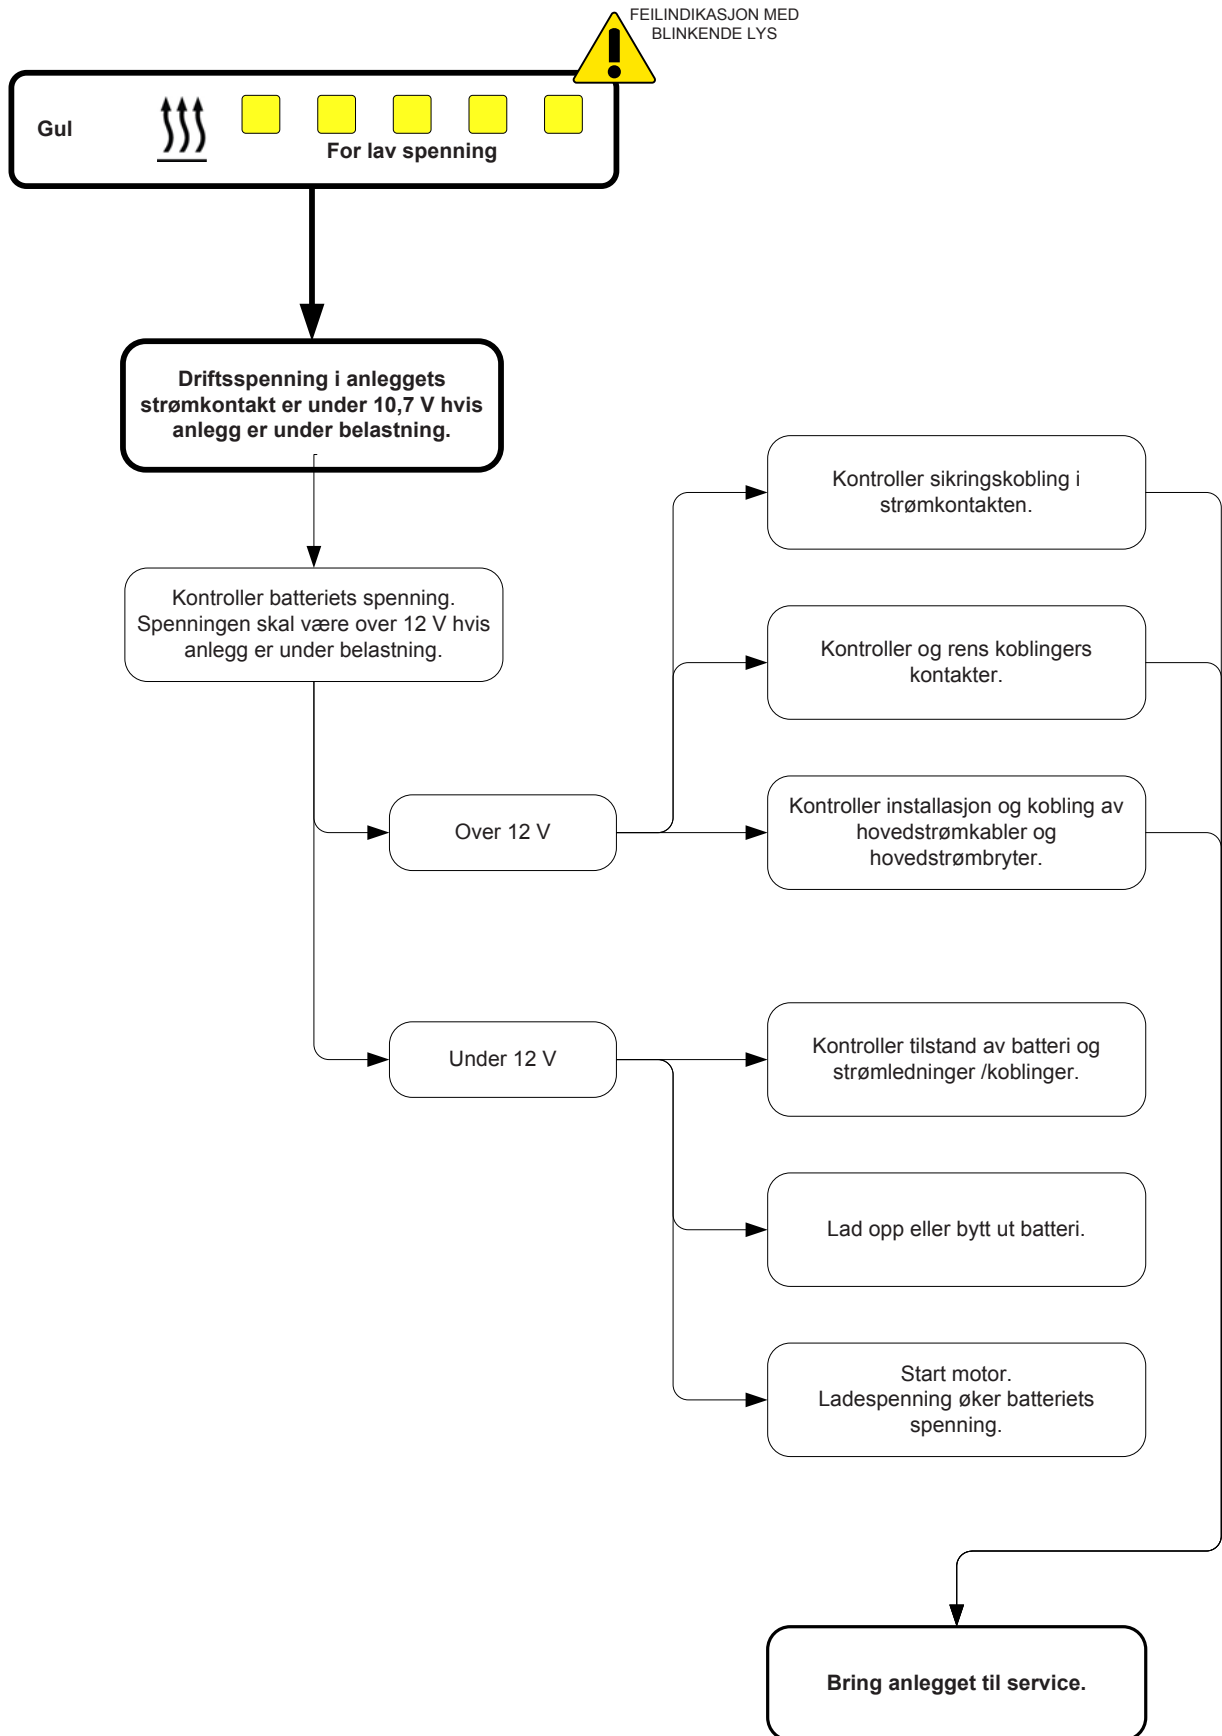 FEILINDIKASJON MED
BLINKENDE LYS
Gul
For lav spenning
Driftsspenning i anleggets
strømkontakt er under 10,7 V hvis
anlegg er under belastning.
Kontroller batteriets spenning.
Spenningen skal være over 12 V hvis
anlegg er under belastning.
Kontroller sikringskobling i
strømkontakten.
Kontroller og rens koblingers
kontakter.
Over 12 V
Kontroller installasjon og kobling av
hovedstrømkabler og
hovedstrømbryter.
Under 12 V
Kontroller tilstand av batteri og
strømledninger /koblinger.
Lad opp eller bytt ut batteri.
Start motor.
Ladespenning øker batteriets
spenning.
Bring anlegget til service.